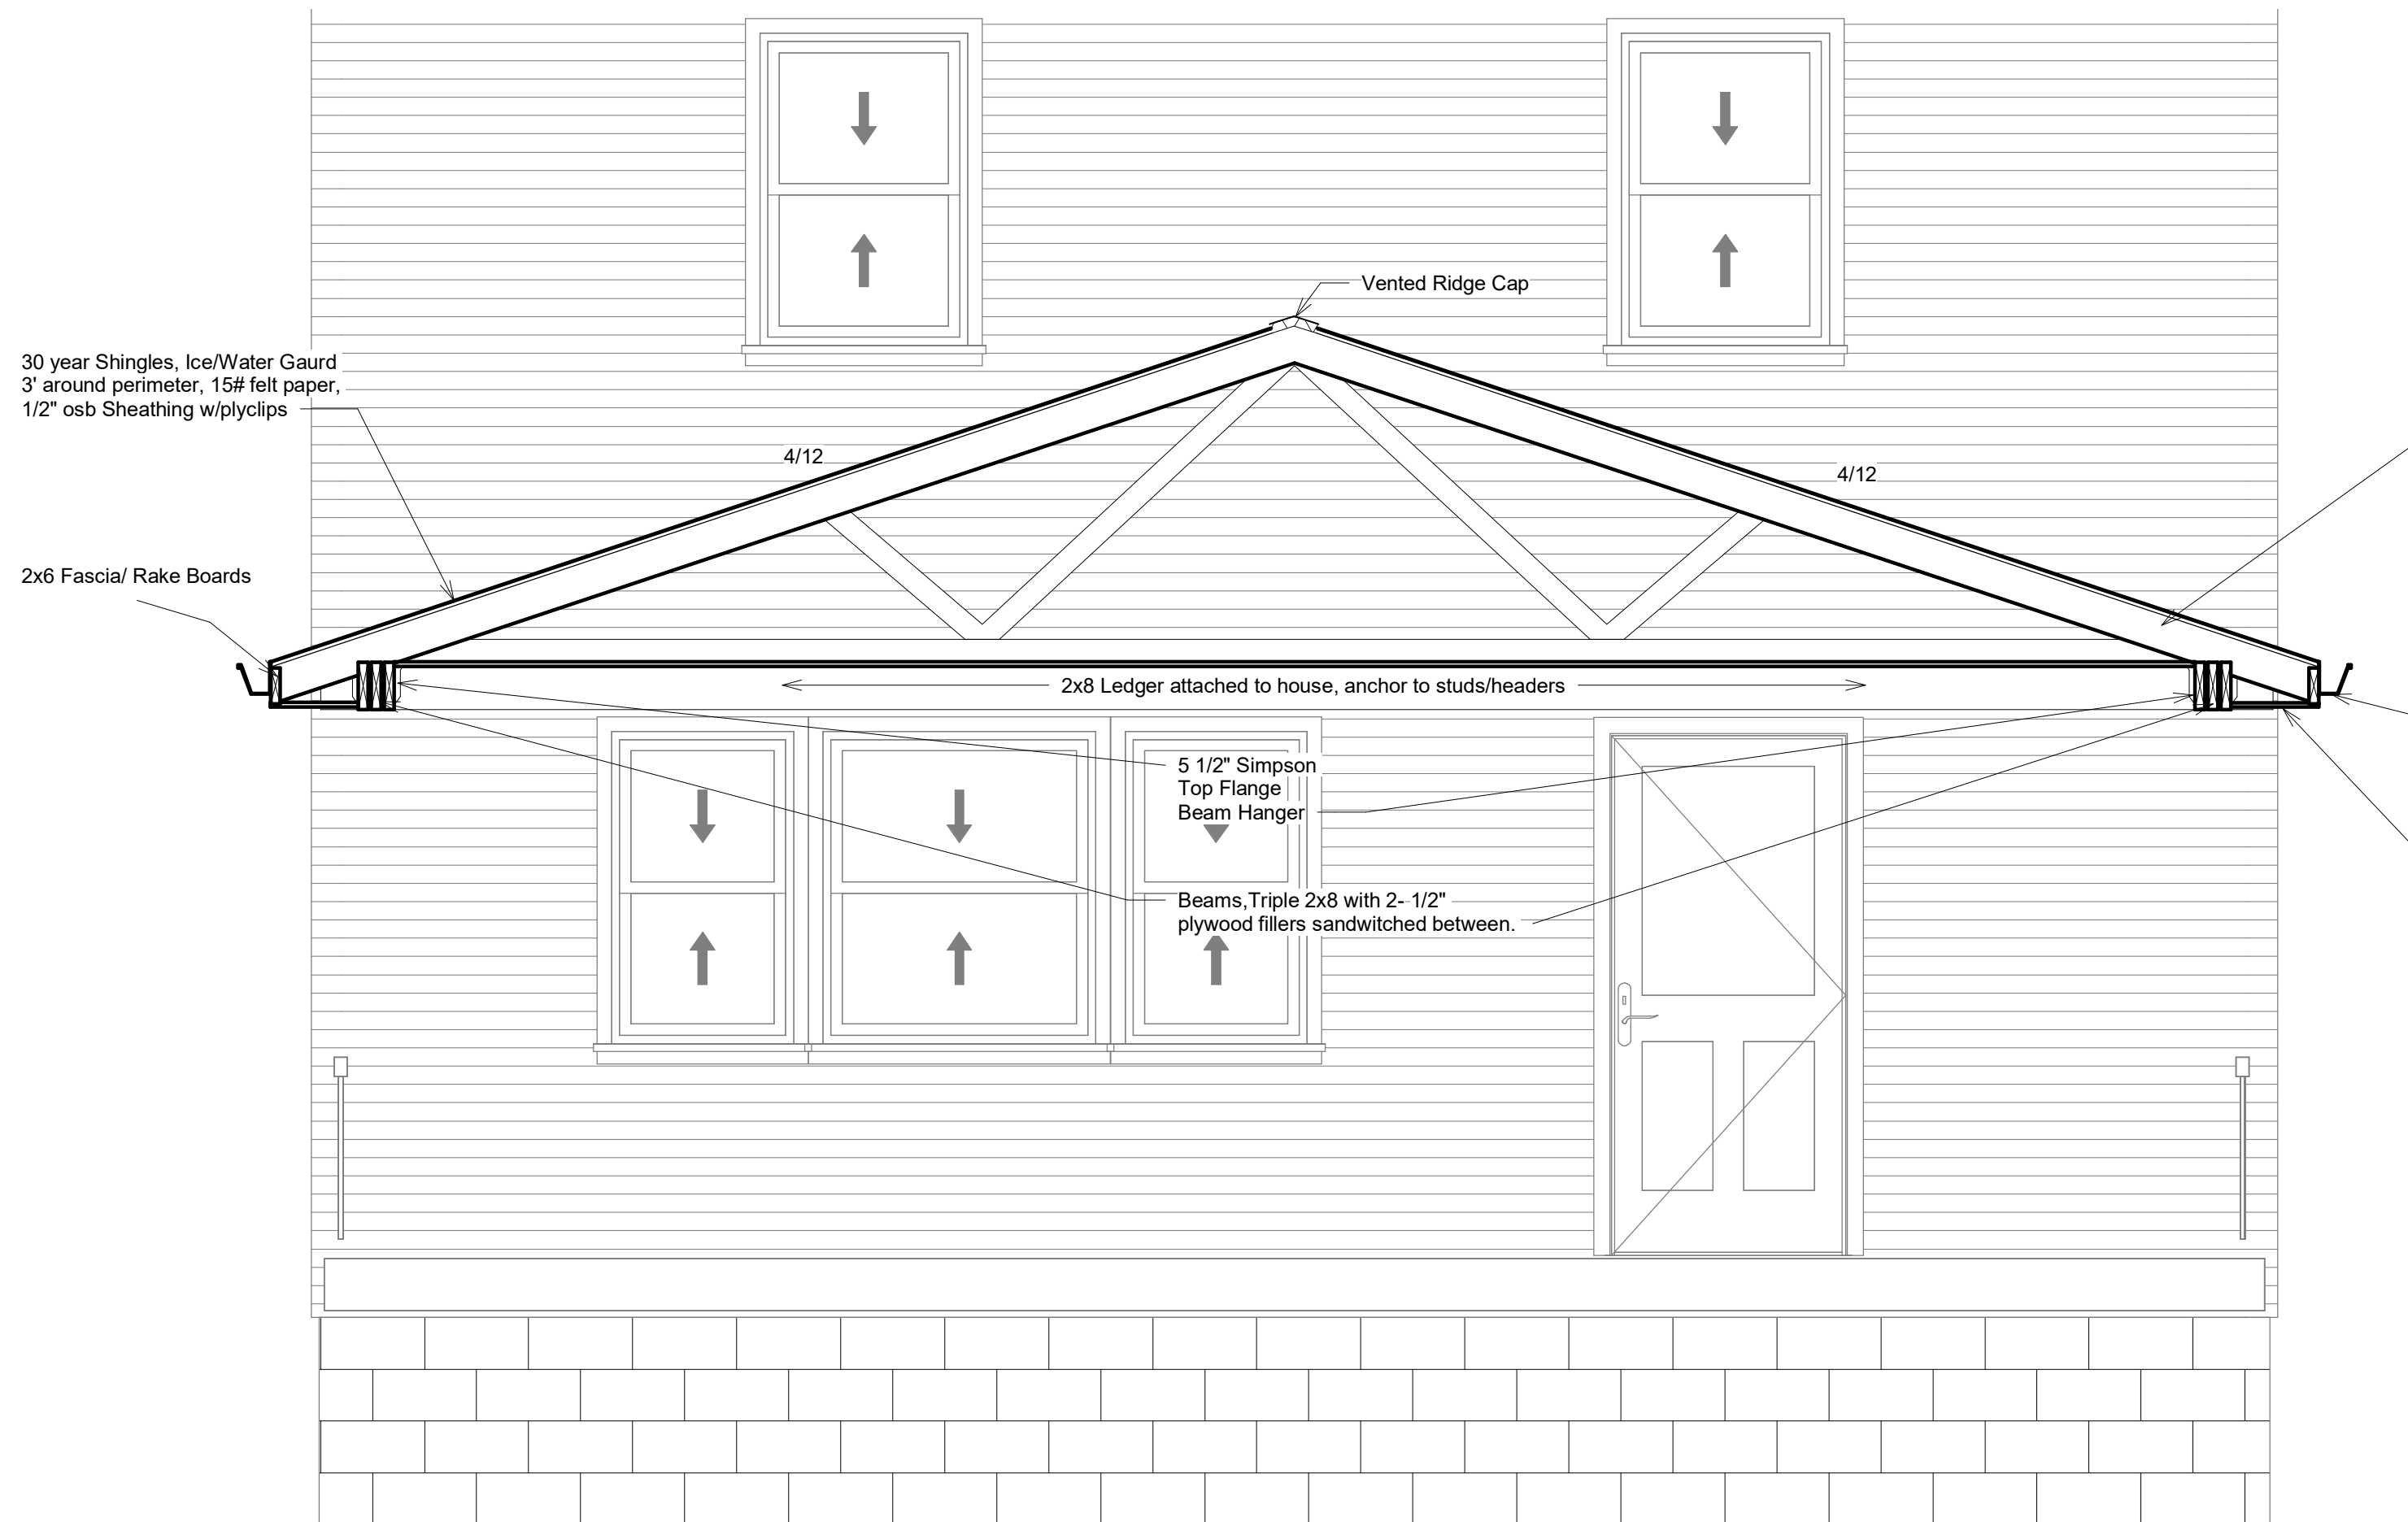 Vented Ridge Cap
30 year Shingles, Ice/Water Gaurd
3' around perimeter, 15# felt paper,
1/2" osb Sheathing w/plyclips
4/12
4/12
2x6 Fascia/ Rake Boards
2x8 Ledger attached to house, anchor to studs/headers
5 1/2" Simpson
Top Flange
Beam Hanger
Beams,Triple 2x8 with 2- 1/2"
plywood fillers sandwitched between.